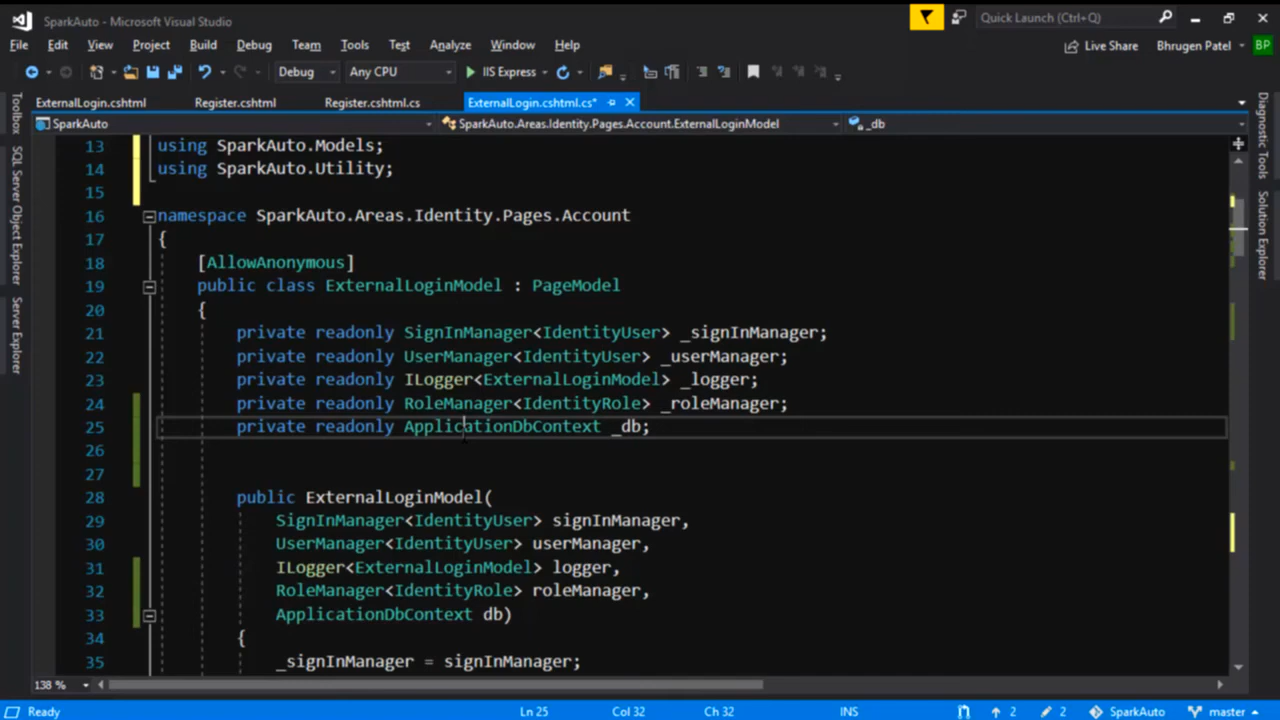 SparkAuto - Microsoft Visual Studio
Quick Launch (Ctrl+Q)
File Edit View Project Build Debug Team Tools Test Analyze Window Help
Live Share
Bhrugen Patel
BP
Debug
Any CPU
IIS Express
ExternalLogin.cshtml
Register.cshtml
Register.cshtml.cs
ExternalLogin.cshtml.cs*
SparkAuto
SparkAuto.Areas.Identity.Pages.Account.ExternalLoginModel
_db
Toolbox
SQL Server Object Explorer
Server Explorer
Diagnostic Tools
Solution Explorer
13 using SparkAuto.Models;
14 using SparkAuto.Utility;
15
16 namespace SparkAuto.Areas.Identity.Pages.Account
17 {
18 [AllowAnonymous]
19 public class ExternalLoginModel : PageModel
20 {
21 private readonly SignInManager<IdentityUser> _signInManager;
22 private readonly UserManager<IdentityUser> _userManager;
23 private readonly ILogger<ExternalLoginModel> _logger;
24 private readonly RoleManager<IdentityRole> _roleManager;
25 private readonly ApplicationDbContext _db;
26
27
28 public ExternalLoginModel(
29 SignInManager<IdentityUser> signInManager,
30 UserManager<IdentityUser> userManager,
31 ILogger<ExternalLoginModel> logger,
32 RoleManager<IdentityRole> roleManager,
33 ApplicationDbContext db)
34 {
35 _signInManager = signInManager;
138 %
Ready
Ln 25
Col 32
Ch 32
INS
2
2
SparkAuto
master